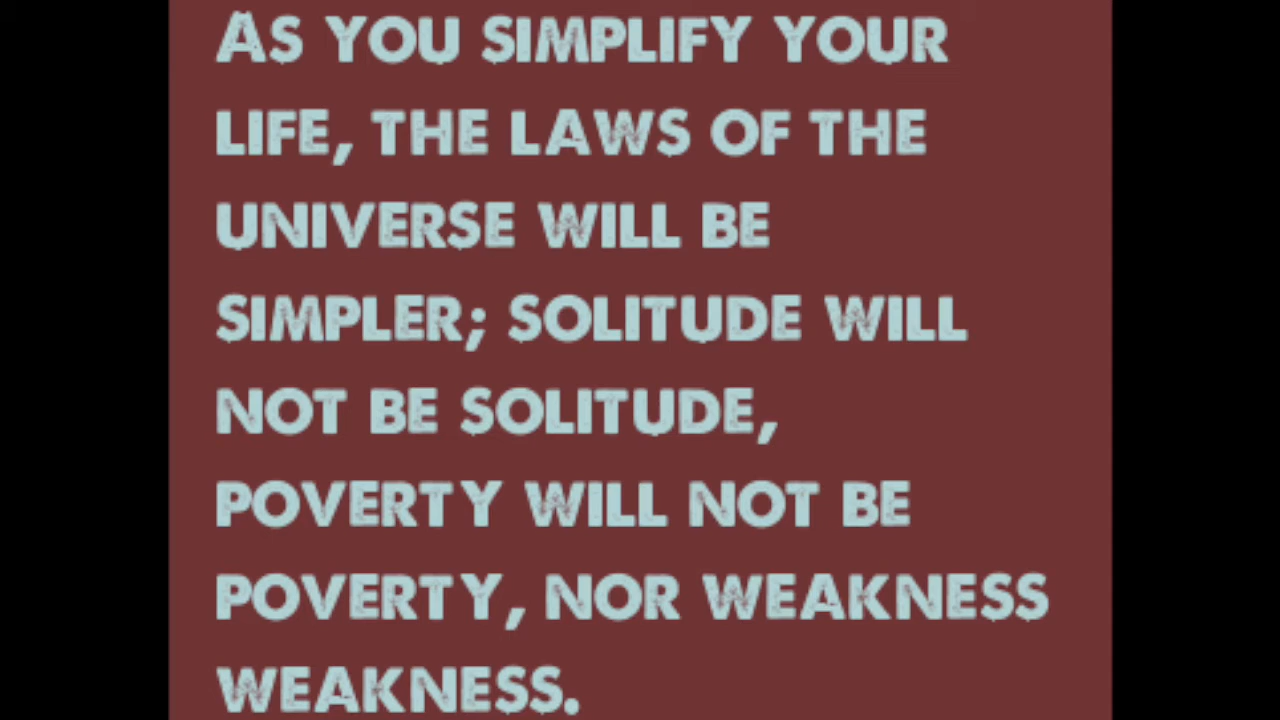 As you simplify your
life, the laws of the
universe will be
simpler; solitude will
not be solitude,
poverty will not be
poverty, nor weakness
weakness.